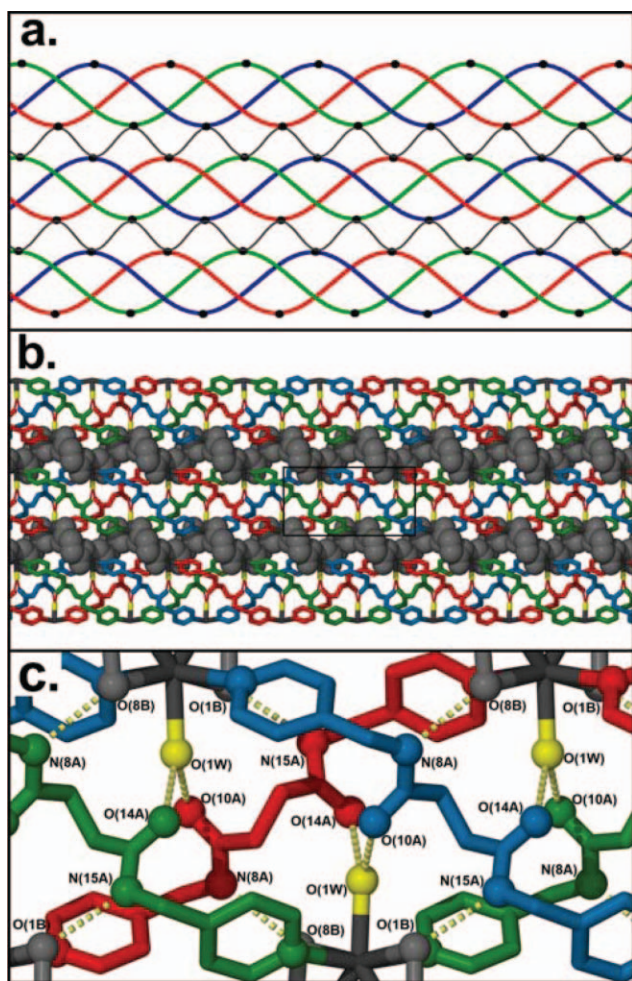 a.
b.
c.
O(8B)
O(1B)
O(8B)
O(1B)
N(8A)
O(1W)
N(15A)
N(8A)
O(1W)
O(14A)
O(10A)
O(14A)
O(10A)
O(14A)
O(10A)
N(15A)
N(8A)
O(1W)
N(15A)
N(8A)
O(1B)
O(8B)
O(1B)